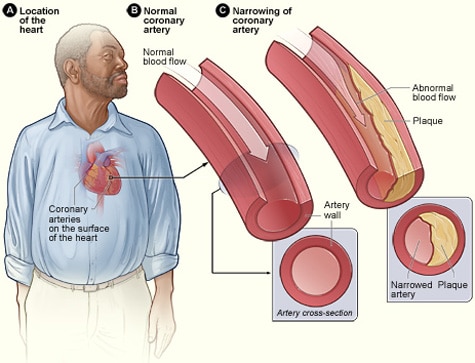 A Location of
the heart
B Normal
coronary
artery
C Narrowing of
coronary
artery
Normal
blood flow
Abnormal
blood flow
Plaque
Coronary
arteries
on the surface
of the heart
Artery
wall
Artery cross-section
Narrowed Plaque
artery